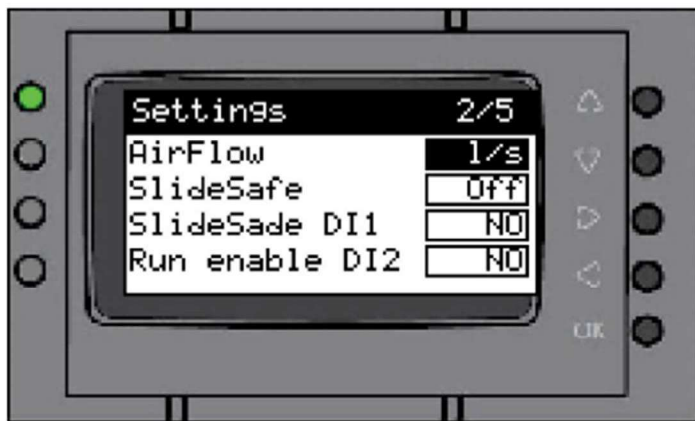 Settings 2/5
AirFlow l/s
SlideSafe Off
SlideSade DI1 NO
Run enable DI2 NO
OK